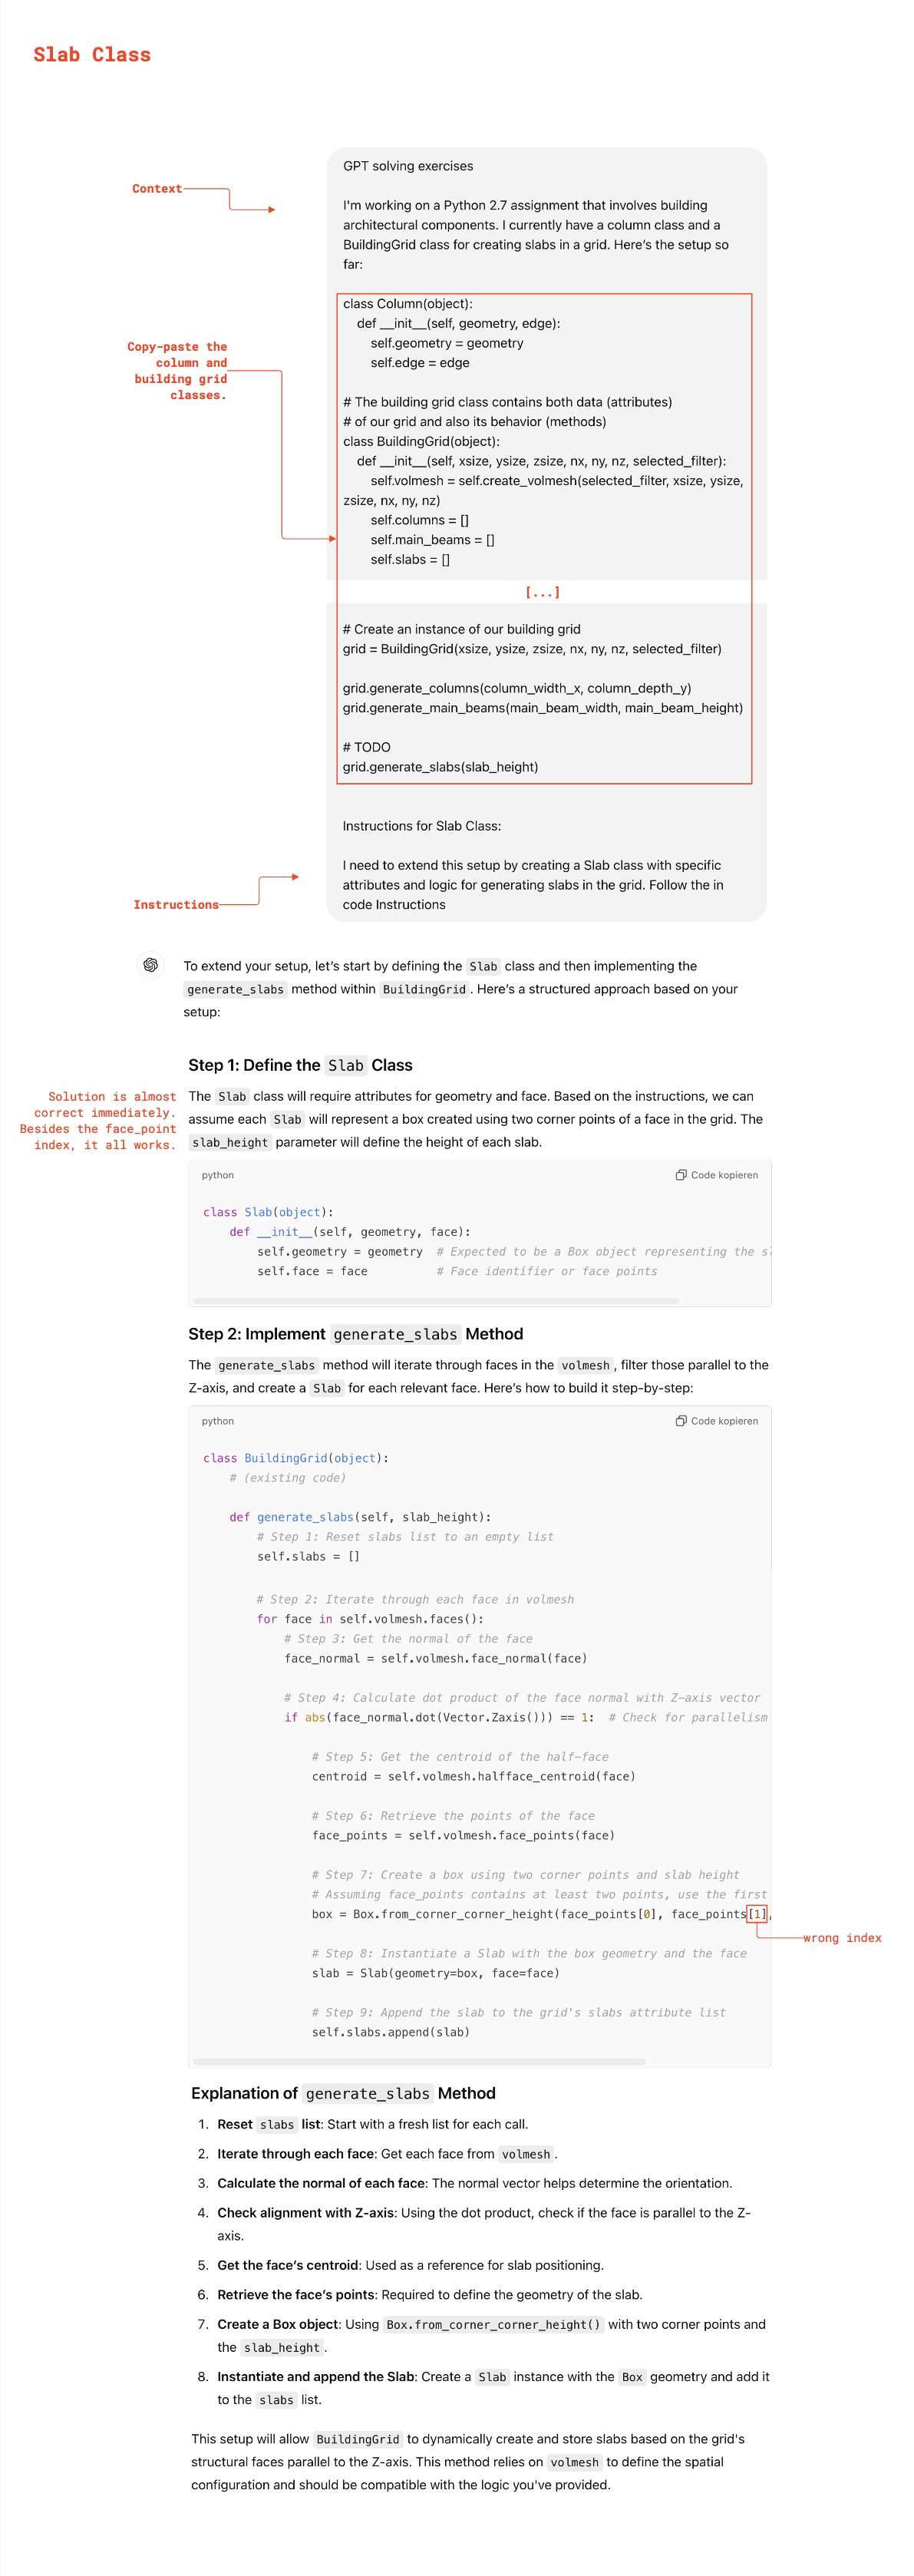 Slab Class
Context
GPT solving exercises
I'm working on a Python 2.7 assignment that involves building
architectural components. I currently have a column class and a
BuildingGrid class for creating slabs in a grid. Here's the setup so
far:
Copy-paste the
column and
building grid
classes.
class Column(object):
    def __init__(self, geometry, edge):
        self.geometry = geometry
        self.edge = edge
# The building grid class contains both data (attributes)
# of our grid and also its behavior (methods)
class BuildingGrid(object):
    def __init__(self, xsize, ysize, zsize, nx, ny, nz, selected_filter):
        self.volmesh = self.create_volmesh(selected_filter, xsize, ysize,
zsize, nx, ny, nz)
        self.columns = []
        self.main_beams = []
        self.slabs = []
[...]
# Create an instance of our building grid
grid = BuildingGrid(xsize, ysize, zsize, nx, ny, nz, selected_filter)
grid.generate_columns(column_width_x, column_depth_y)
grid.generate_main_beams(main_beam_width, main_beam_height)
# TODO
grid.generate_slabs(slab_height)
Instructions for Slab Class:
Instructions
I need to extend this setup by creating a Slab class with specific
attributes and logic for generating slabs in the grid. Follow the in
code Instructions
To extend your setup, let's start by defining the Slab class and then implementing the
generate_slabs method within BuildingGrid. Here's a structured approach based on your
setup:
Step 1: Define the Slab Class
Solution is almost
correct immediately.
Besides the face_point
index, it all works.
The Slab class will require attributes for geometry and face. Based on the instructions, we can
assume each Slab will represent a box created using two corner points of a face in the grid. The
slab_height parameter will define the height of each slab.
python Code kopieren
class Slab(object):
    def __init__(self, geometry, face):
        self.geometry = geometry  # Expected to be a Box object representing the sl
        self.face = face          # Face identifier or face points
Step 2: Implement generate_slabs Method
The generate_slabs method will iterate through faces in the volmesh, filter those parallel to the
Z-axis, and create a Slab for each relevant face. Here's how to build it step-by-step:
python Code kopieren
class BuildingGrid(object):
    # (existing code)
    def generate_slabs(self, slab_height):
        # Step 1: Reset slabs list to an empty list
        self.slabs = []
        # Step 2: Iterate through each face in volmesh
        for face in self.volmesh.faces():
            # Step 3: Get the normal of the face
            face_normal = self.volmesh.face_normal(face)
            # Step 4: Calculate dot product of the face normal with Z-axis vector
            if abs(face_normal.dot(Vector.Zaxis())) == 1:  # Check for parallelism
                # Step 5: Get the centroid of the half-face
                centroid = self.volmesh.halfface_centroid(face)
                # Step 6: Retrieve the points of the face
                face_points = self.volmesh.face_points(face)
                # Step 7: Create a box using two corner points and slab height
                # Assuming face_points contains at least two points, use the first
                box = Box.from_corner_corner_height(face_points[0], face_points[1],
wrong index
                # Step 8: Instantiate a Slab with the box geometry and the face
                slab = Slab(geometry=box, face=face)
                # Step 9: Append the slab to the grid's slabs attribute list
                self.slabs.append(slab)
Explanation of generate_slabs Method
1. Reset slabs list: Start with a fresh list for each call.
2. Iterate through each face: Get each face from volmesh.
3. Calculate the normal of each face: The normal vector helps determine the orientation.
4. Check alignment with Z-axis: Using the dot product, check if the face is parallel to the Z-
axis.
5. Get the face's centroid: Used as a reference for slab positioning.
6. Retrieve the face's points: Required to define the geometry of the slab.
7. Create a Box object: Using Box.from_corner_corner_height() with two corner points and
the slab_height.
8. Instantiate and append the Slab: Create a Slab instance with the Box geometry and add it
to the slabs list.
This setup will allow BuildingGrid to dynamically create and store slabs based on the grid's
structural faces parallel to the Z-axis. This method relies on volmesh to define the spatial
configuration and should be compatible with the logic you've provided.